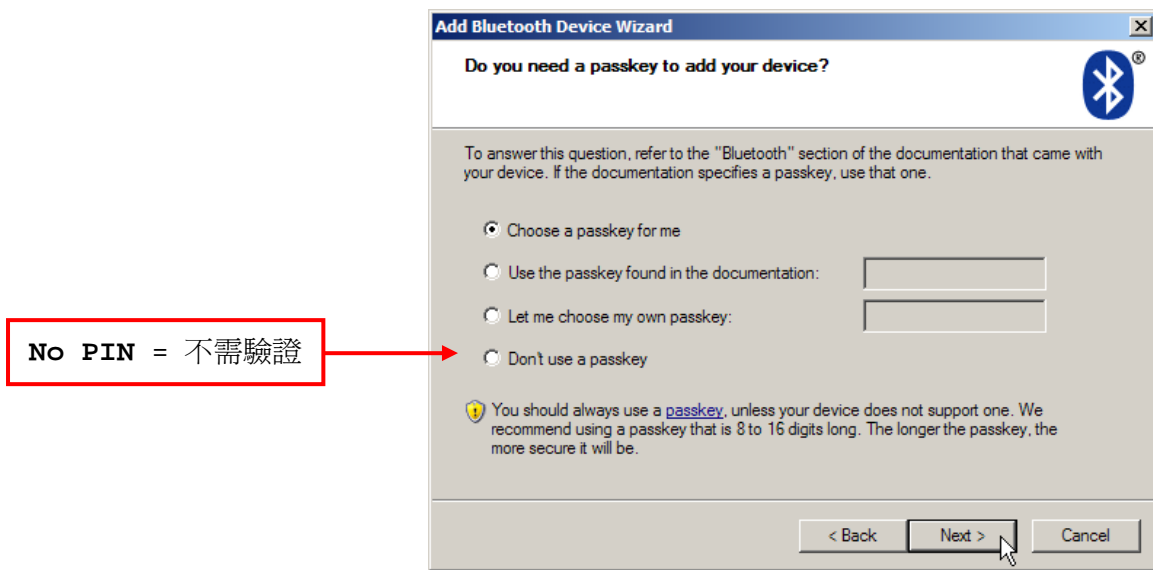 Add Bluetooth Device Wizard
Do you need a passkey to add your device?
®
To answer this question, refer to the "Bluetooth" section of the documentation that came with
your device. If the documentation specifies a passkey, use that one.
Choose a passkey for me
Use the passkey found in the documentation:
Let me choose my own passkey:
No PIN = 不需驗證
Don't use a passkey
You should always use a passkey, unless your device does not support one. We
recommend using a passkey that is 8 to 16 digits long. The longer the passkey, the
more secure it will be.
< Back Next > Cancel